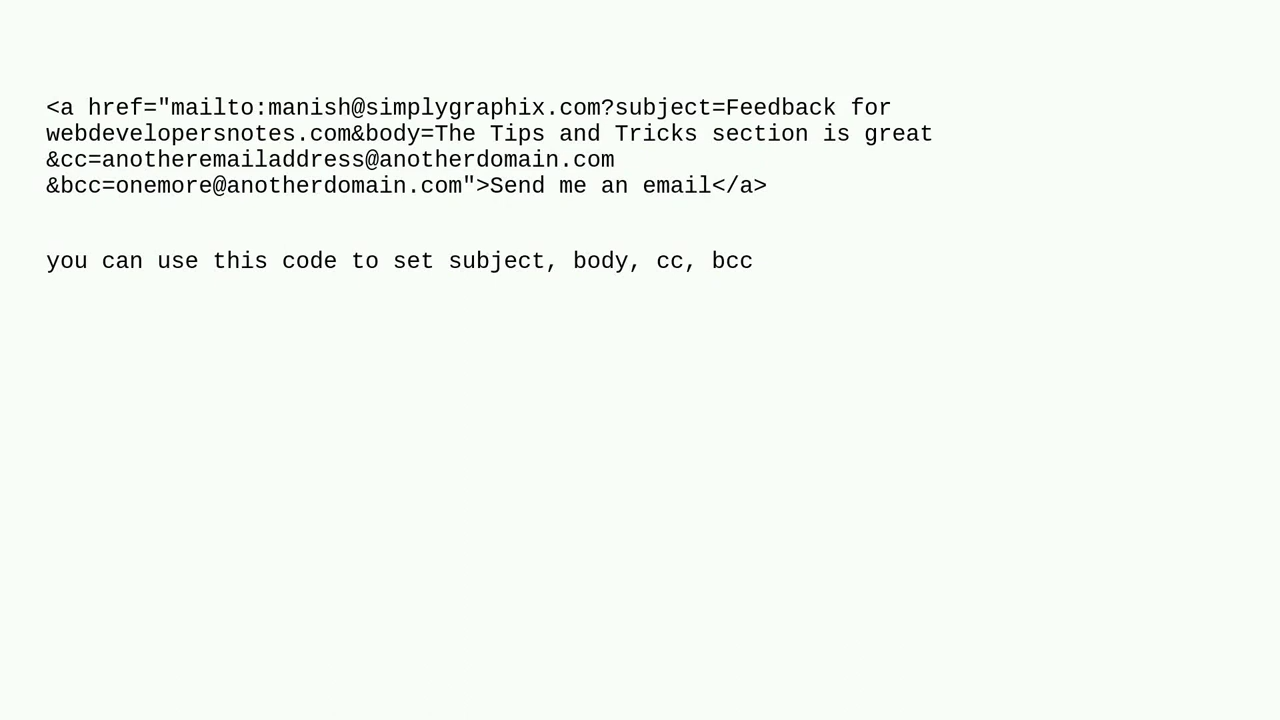 <a href="mailto:manish@simplygraphix.com?subject=Feedback for
webdevelopersnotes.com&body=The Tips and Tricks section is great
&cc=anotheremailaddress@anotherdomain.com
&bcc=onemore@anotherdomain.com">Send me an email</a>
you can use this code to set subject, body, cc, bcc